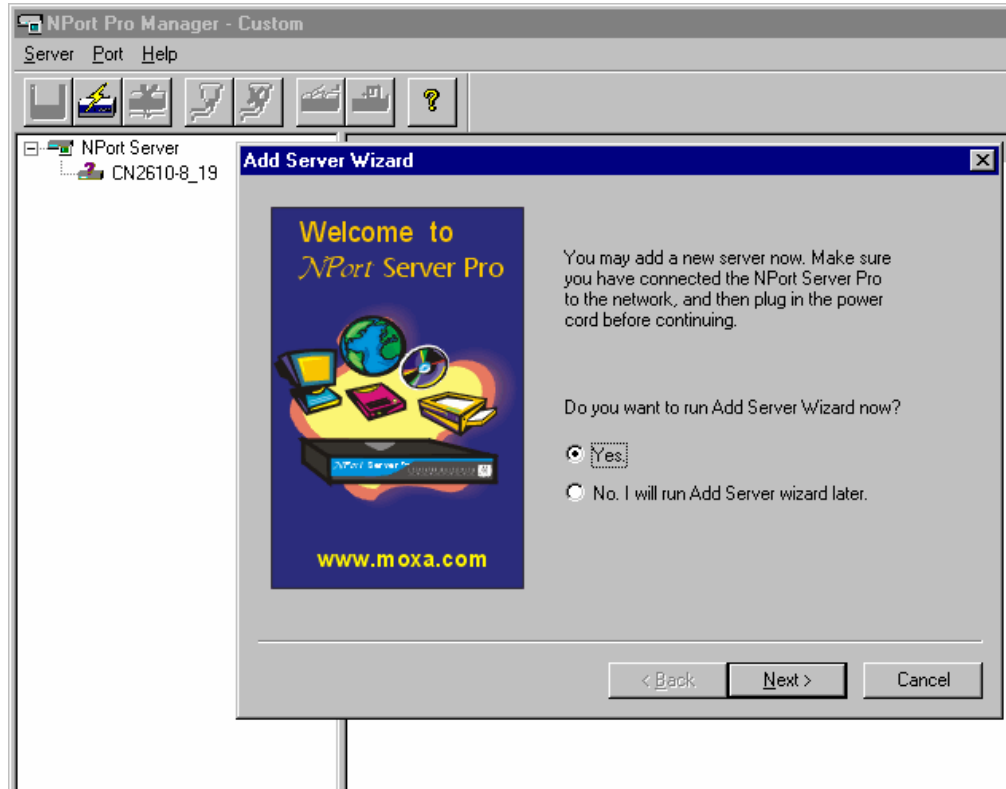 NPort Pro Manager - Custom
Server Port Help
NPort Server
CN2610-8_19
Add Server Wizard
Welcome to
NPort Server Pro
www.moxa.com
You may add a new server now. Make sure
you have connected the NPort Server Pro
to the network, and then plug in the power
cord before continuing.
Do you want to run Add Server Wizard now?
Yes.
No. I will run Add Server wizard later.
< Back
Next >
Cancel